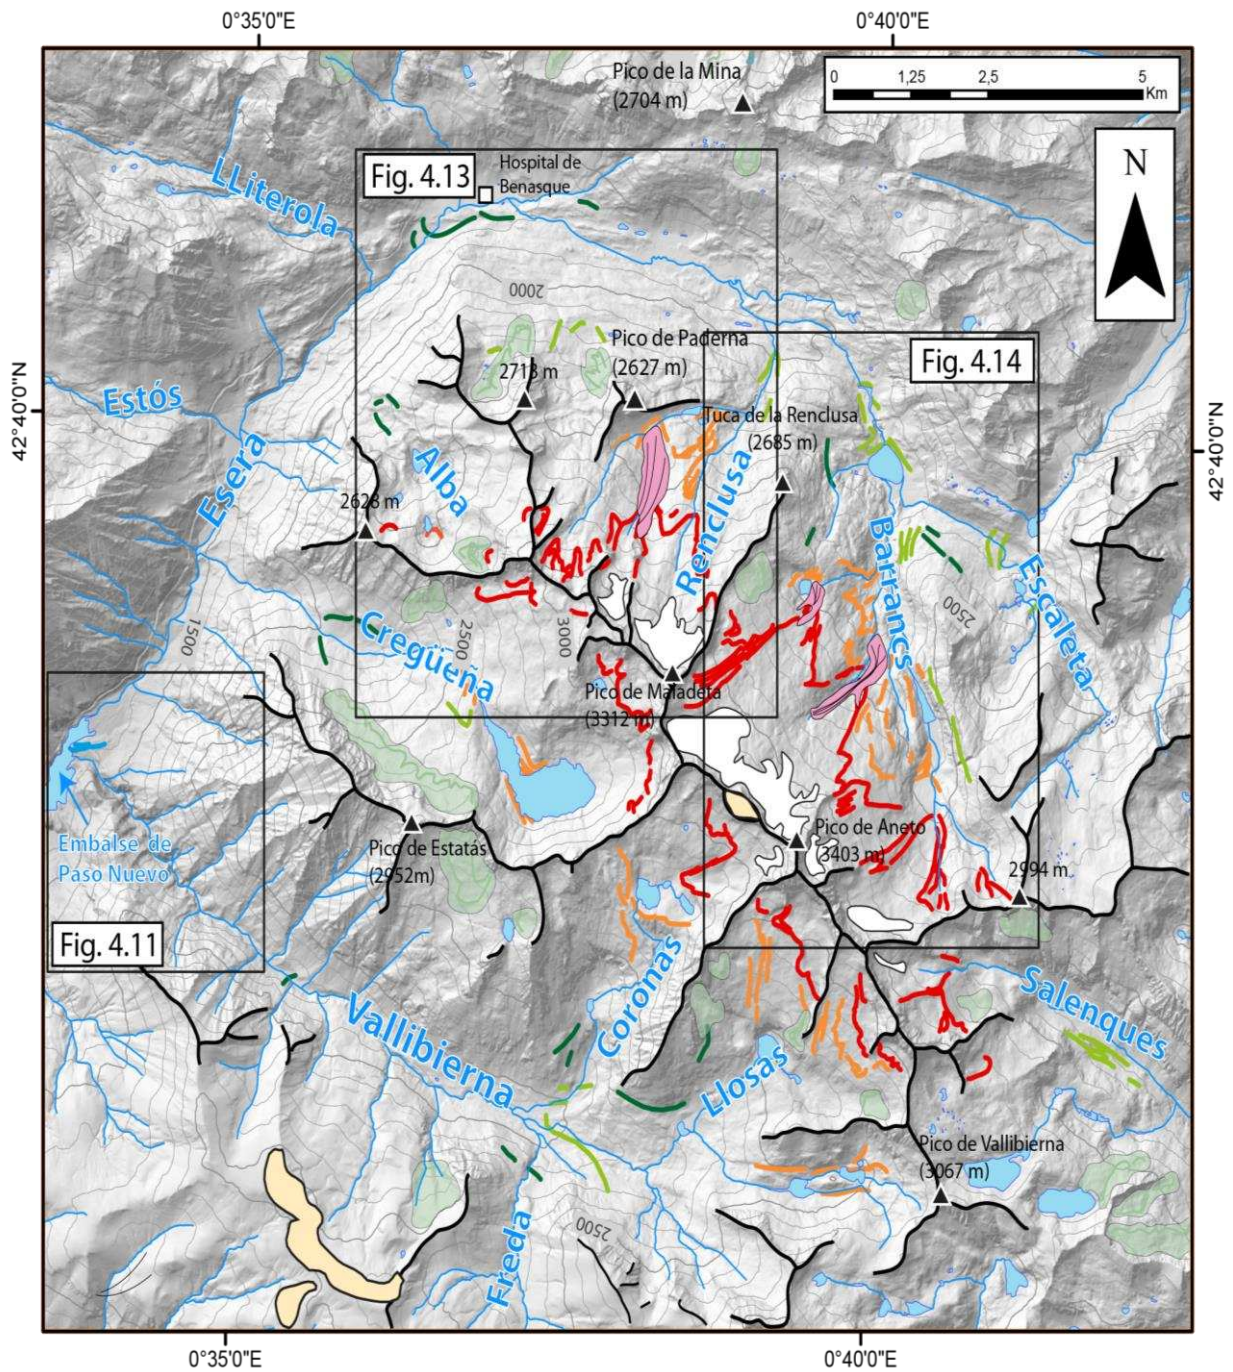 0°35'0"E
0°40'0"E
Pico de la Mina
(2704 m)
0
1,25
2,5
5
Km
N
Fig. 4.13
Hospital de
Benasque
LLiterola
2000
Pico de Paderna
(2627 m)
2713 m
Fig. 4.14
42°40'0"N
Estós
Tuca de la Renclusa
(2685 m)
42°40'0"N
Esera
Alba
2628 m
Renclusa
Barrancs
Escaleta
2500
1500
Cregüeña
2500
3000
Pico de Maladeta
(3312 m)
Embalse de
Paso Nuevo
Pico de Estatás
(2952m)
Pico de Aneto
(3403 m)
2994 m
Fig. 4.11
Coronas
Salenques
Vallibierna
Llosas
Pico de Vallibierna
(3067 m)
Freda
2500
0°35'0"E
0°40'0"E